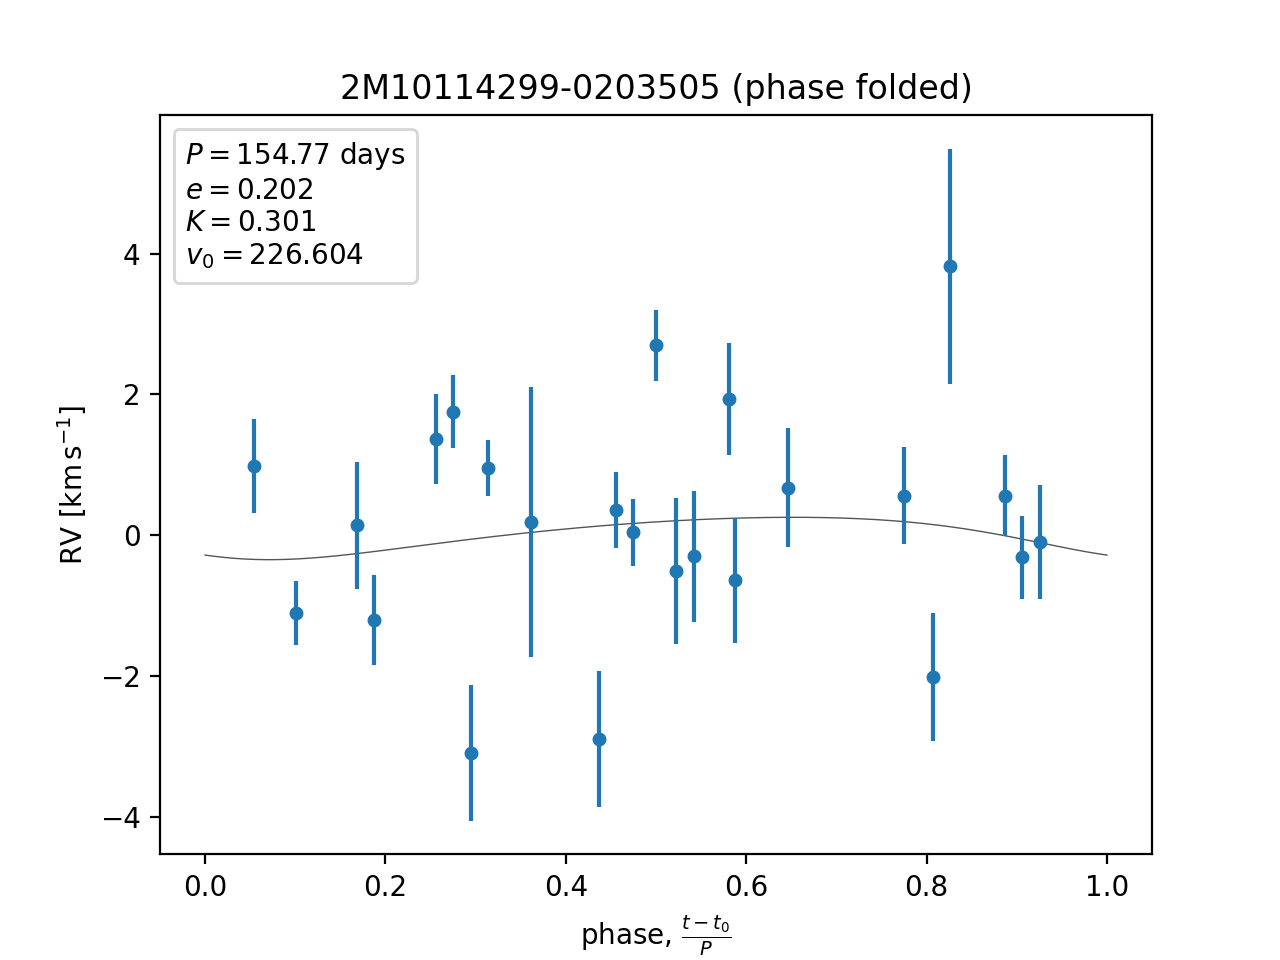 2M10114299-0203505 (phase folded)
P = 154.77 days
e = 0.202
K = 0.301
v₀ = 226.604
RV [km s⁻¹]
4
2
0
−2
−4
0.0 0.2 0.4 0.6 0.8 1.0
phase, (t − t₀)/P